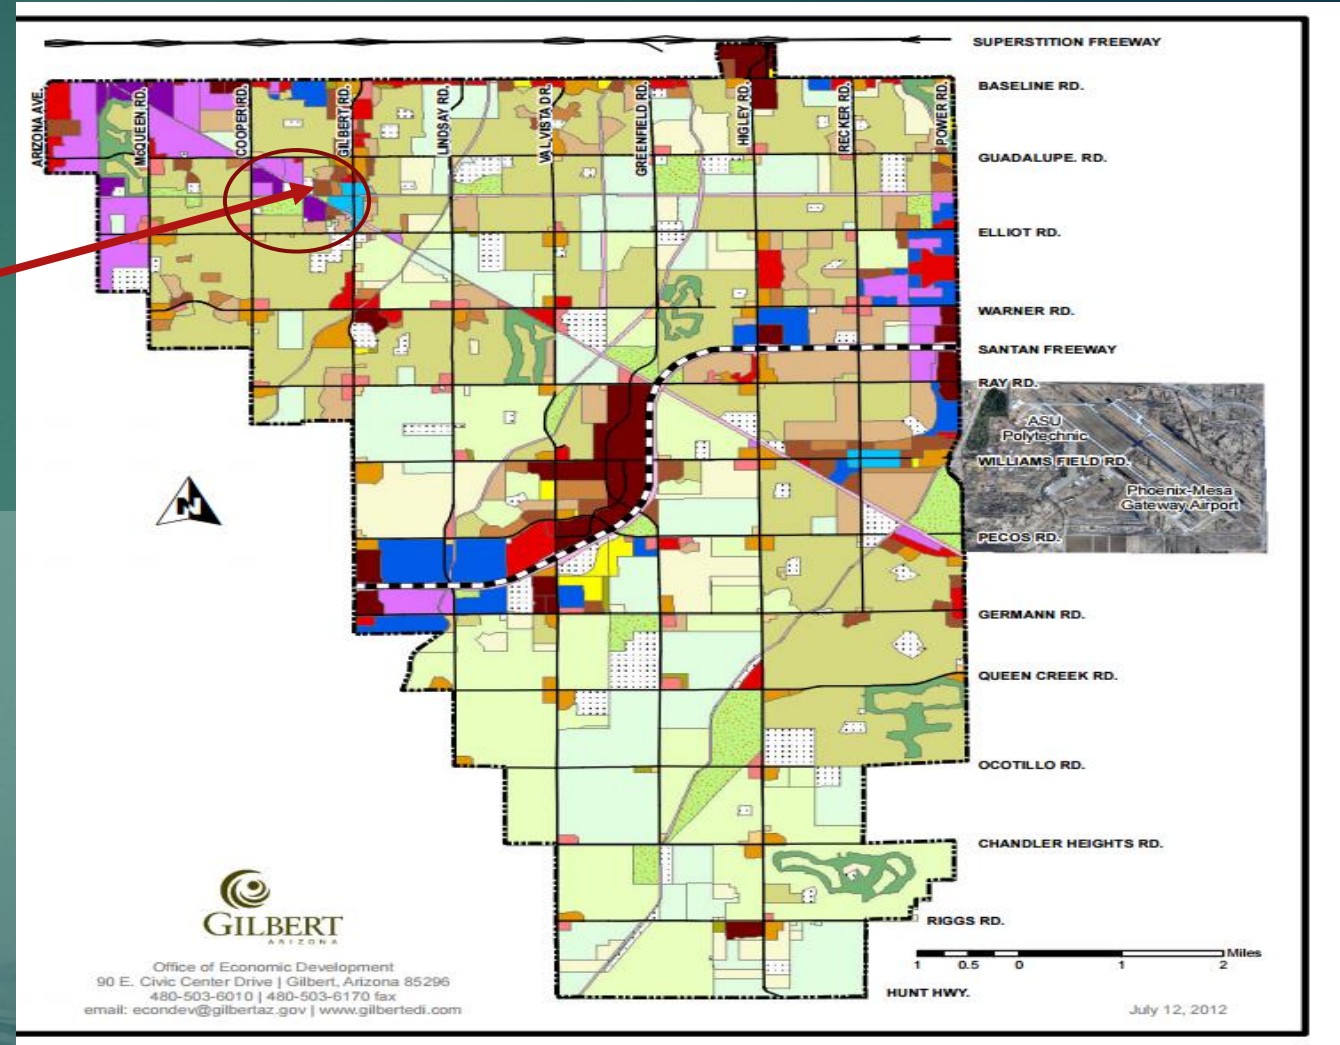 SUPERSTITION FREEWAY
BASELINE RD.
ARIZONA AVE.
McQUEEN RD.
COOPER RD.
GILBERT RD.
LINDSAY RD.
VAL VISTA DR.
GREENFIELD RD.
HIGLEY RD.
RECKER RD.
POWER RD.
GUADALUPE. RD.
ELLIOT RD.
WARNER RD.
SANTAN FREEWAY
RAY RD.
ASU
Polytechnic
WILLIAMS FIELD RD.
Phoenix-Mesa
Gateway Airport
PECOS RD.
N
GERMANN RD.
QUEEN CREEK RD.
OCOTILLO RD.
CHANDLER HEIGHTS RD.
RIGGS RD.
HUNT HWY.
Miles
1 0.5 0 1 2
GILBERT
ARIZONA
Office of Economic Development
90 E. Civic Center Drive | Gilbert, Arizona 85296
480-503-6010 | 480-503-6170 fax
email: econdev@gilbertaz.gov | www.gilbertedi.com
July 12, 2012